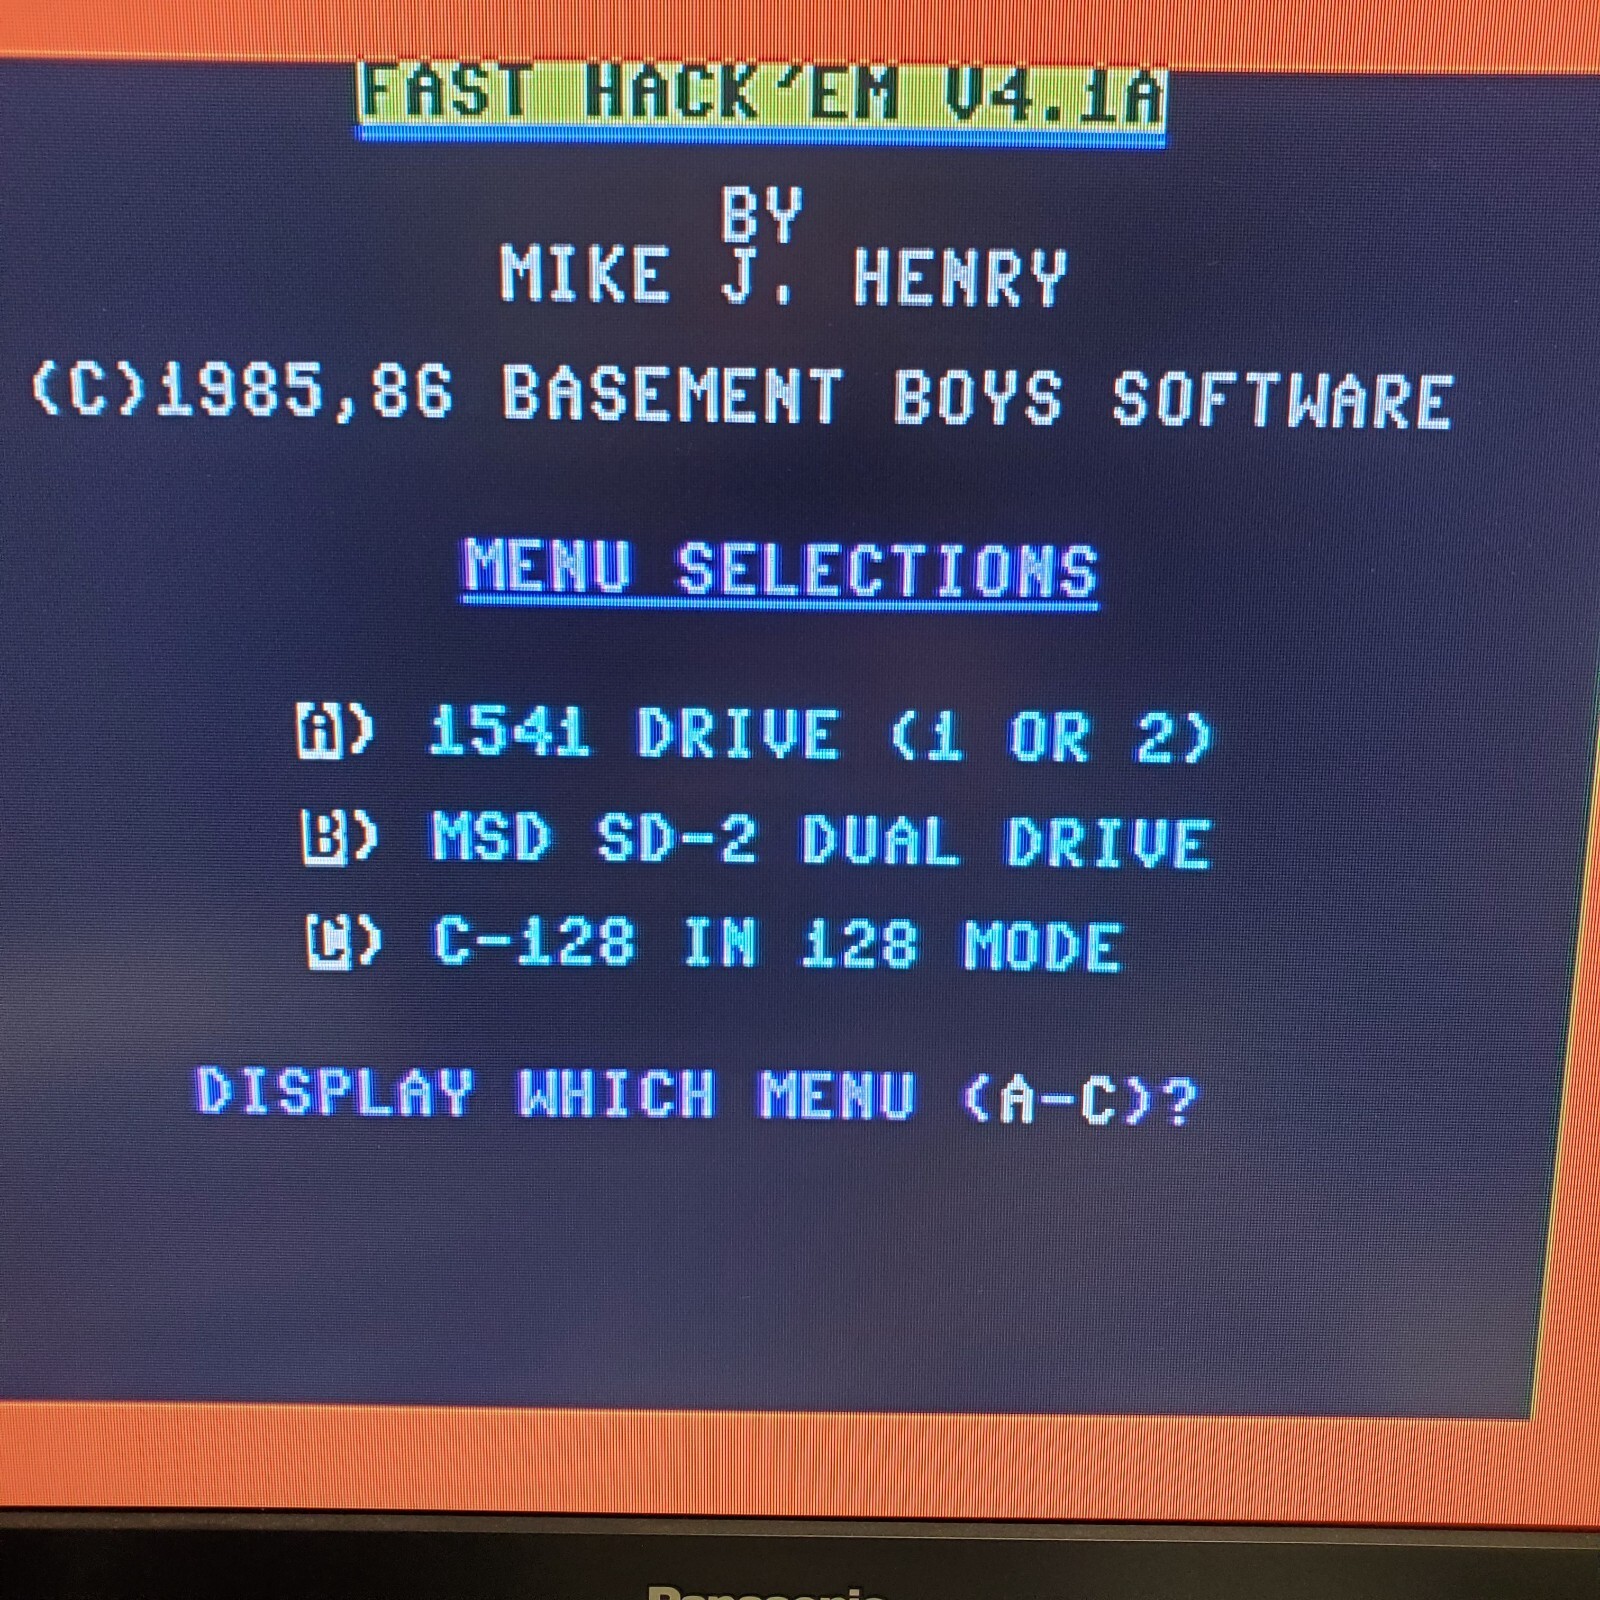 FAST HACK'EM V4.1A
BY
MIKE J. HENRY
(C)1985,86 BASEMENT BOYS SOFTWARE
MENU SELECTIONS
A) 1541 DRIVE (1 OR 2)
B) MSD SD-2 DUAL DRIVE
C) C-128 IN 128 MODE
DISPLAY WHICH MENU (A-C)?
Panasonic